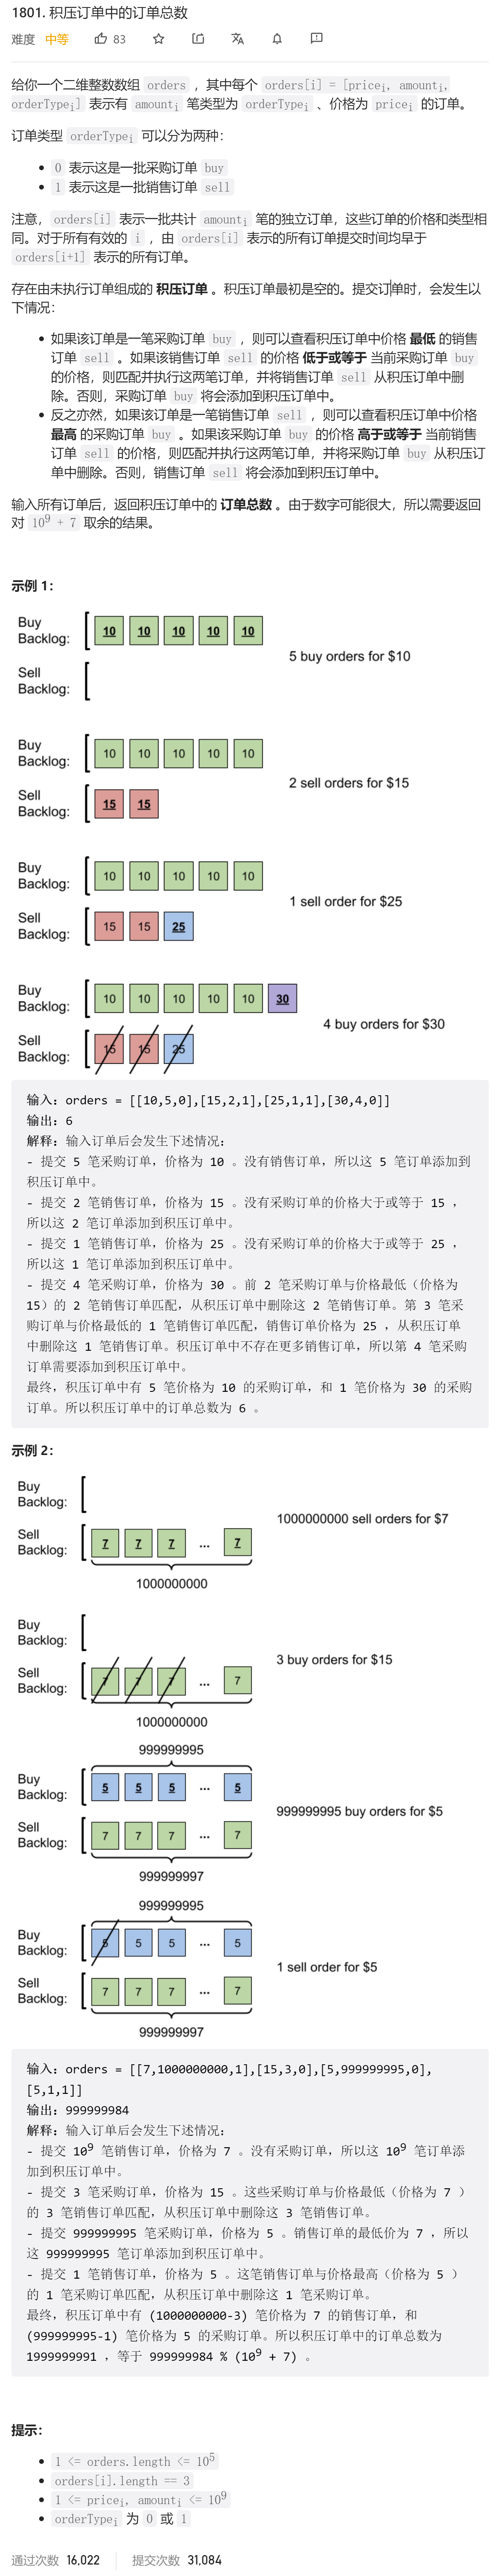 1801. 积压订单中的订单总数
难度 中等 83
给你一个二维整数数组 orders ，其中每个 orders[i] = [priceᵢ, amountᵢ,
orderTypeᵢ] 表示有 amountᵢ 笔类型为 orderTypeᵢ 、价格为 priceᵢ 的订单。
订单类型 orderTypeᵢ 可以分为两种：
• 0 表示这是一批采购订单 buy
• 1 表示这是一批销售订单 sell
注意，orders[i] 表示一批共计 amountᵢ 笔的独立订单，这些订单的价格和类型相
同。对于所有有效的 i ，由 orders[i] 表示的所有订单提交时间均早于
orders[i+1] 表示的所有订单。
存在由未执行订单组成的 积压订单 。积压订单最初是空的。提交订单时，会发生以
下情况：
• 如果该订单是一笔采购订单 buy ，则可以查看积压订单中价格 最低 的销售
订单 sell 。如果该销售订单 sell 的价格 低于或等于 当前采购订单 buy
的价格，则匹配并执行这两笔订单，并将销售订单 sell 从积压订单中删
除。否则，采购订单 buy 将会添加到积压订单中。
• 反之亦然，如果该订单是一笔销售订单 sell ，则可以查看积压订单中价格
最高 的采购订单 buy 。如果该采购订单 buy 的价格 高于或等于 当前销售
订单 sell 的价格，则匹配并执行这两笔订单，并将采购订单 buy 从积压订
单中删除。否则，销售订单 sell 将会添加到积压订单中。
输入所有订单后，返回积压订单中的 订单总数 。由于数字可能很大，所以需要返回
对 10⁹ + 7 取余的结果。
示例 1：
Buy
Backlog: 10 10 10 10 10
5 buy orders for $10
Sell
Backlog:
Buy
Backlog: 10 10 10 10 10
2 sell orders for $15
Sell
Backlog: 15 15
Buy
Backlog: 10 10 10 10 10
1 sell order for $25
Sell
Backlog: 15 15 25
Buy
Backlog: 10 10 10 10 10 30
4 buy orders for $30
Sell
Backlog: 15 15 25
输入：orders = [[10,5,0],[15,2,1],[25,1,1],[30,4,0]]
输出：6
解释：输入订单后会发生下述情况：
- 提交 5 笔采购订单，价格为 10 。没有销售订单，所以这 5 笔订单添加到
积压订单中。
- 提交 2 笔销售订单，价格为 15 。没有采购订单的价格大于或等于 15 ，
所以这 2 笔订单添加到积压订单中。
- 提交 1 笔销售订单，价格为 25 。没有采购订单的价格大于或等于 25 ，
所以这 1 笔订单添加到积压订单中。
- 提交 4 笔采购订单，价格为 30 。前 2 笔采购订单与价格最低（价格为
15）的 2 笔销售订单匹配，从积压订单中删除这 2 笔销售订单。第 3 笔采
购订单与价格最低的 1 笔销售订单匹配，销售订单价格为 25 ，从积压订单
中删除这 1 笔销售订单。积压订单中不存在更多销售订单，所以第 4 笔采购
订单需要添加到积压订单中。
最终，积压订单中有 5 笔价格为 10 的采购订单，和 1 笔价格为 30 的采购
订单。所以积压订单中的订单总数为 6 。
示例 2：
Buy
Backlog:
1000000000 sell orders for $7
Sell
Backlog: 7 7 7 ... 7
1000000000
Buy
Backlog:
3 buy orders for $15
Sell
Backlog: 7 7 7 ... 7
1000000000
999999995
Buy
Backlog: 5 5 5 ... 5
999999995 buy orders for $5
Sell
Backlog: 7 7 7 ... 7
999999997
999999995
Buy
Backlog: 5 5 5 ... 5
1 sell order for $5
Sell
Backlog: 7 7 7 ... 7
999999997
输入：orders = [[7,1000000000,1],[15,3,0],[5,999999995,0],
[5,1,1]]
输出：999999984
解释：输入订单后会发生下述情况：
- 提交 10⁹ 笔销售订单，价格为 7 。没有采购订单，所以这 10⁹ 笔订单添
加到积压订单中。
- 提交 3 笔采购订单，价格为 15 。这些采购订单与价格最低（价格为 7 ）
的 3 笔销售订单匹配，从积压订单中删除这 3 笔销售订单。
- 提交 999999995 笔采购订单，价格为 5 。销售订单的最低价为 7 ，所以
这 999999995 笔订单添加到积压订单中。
- 提交 1 笔销售订单，价格为 5 。这笔销售订单与价格最高（价格为 5 ）
的 1 笔采购订单匹配，从积压订单中删除这 1 笔采购订单。
最终，积压订单中有 (1000000000-3) 笔价格为 7 的销售订单，和
(999999995-1) 笔价格为 5 的采购订单。所以积压订单中的订单总数为
1999999991 ，等于 999999984 % (10⁹ + 7) 。
提示：
• 1 <= orders.length <= 10⁵
• orders[i].length == 3
• 1 <= priceᵢ, amountᵢ <= 10⁹
• orderTypeᵢ 为 0 或 1
通过次数 16,022 提交次数 31,084